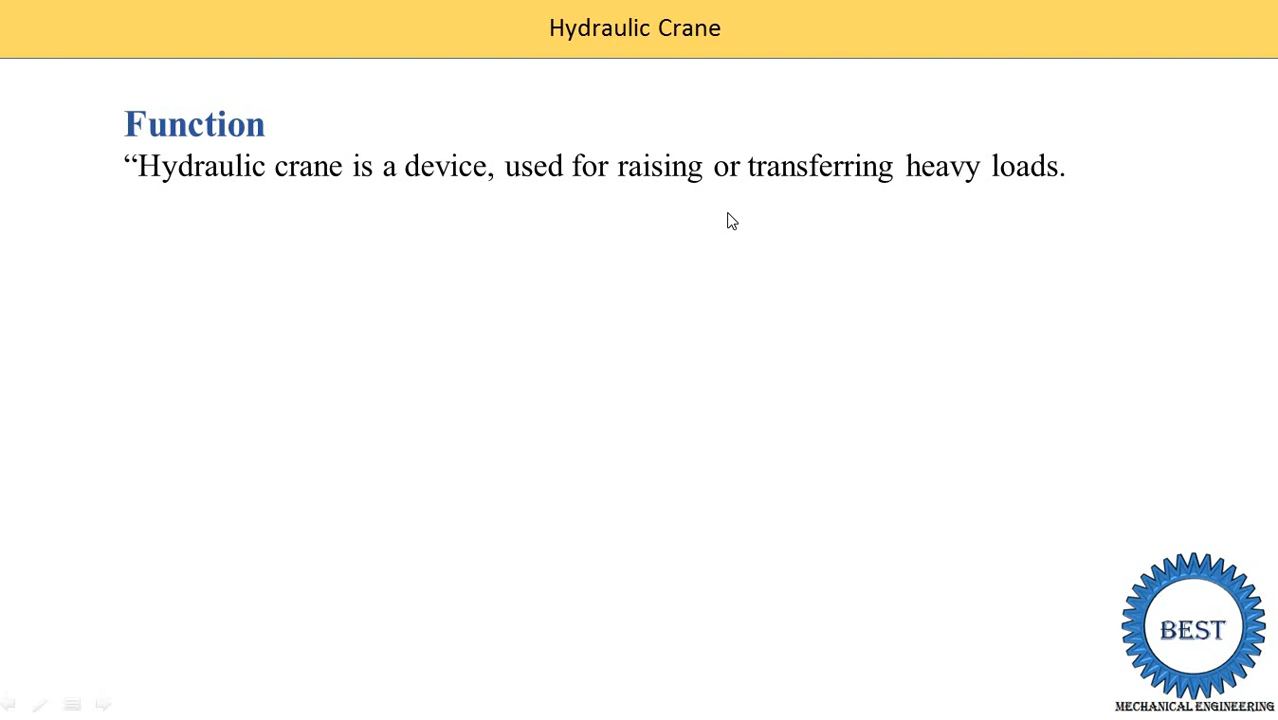 Hydraulic Crane
Function
“Hydraulic crane is a device, used for raising or transferring heavy loads.
BEST
MECHANICAL ENGINEERING